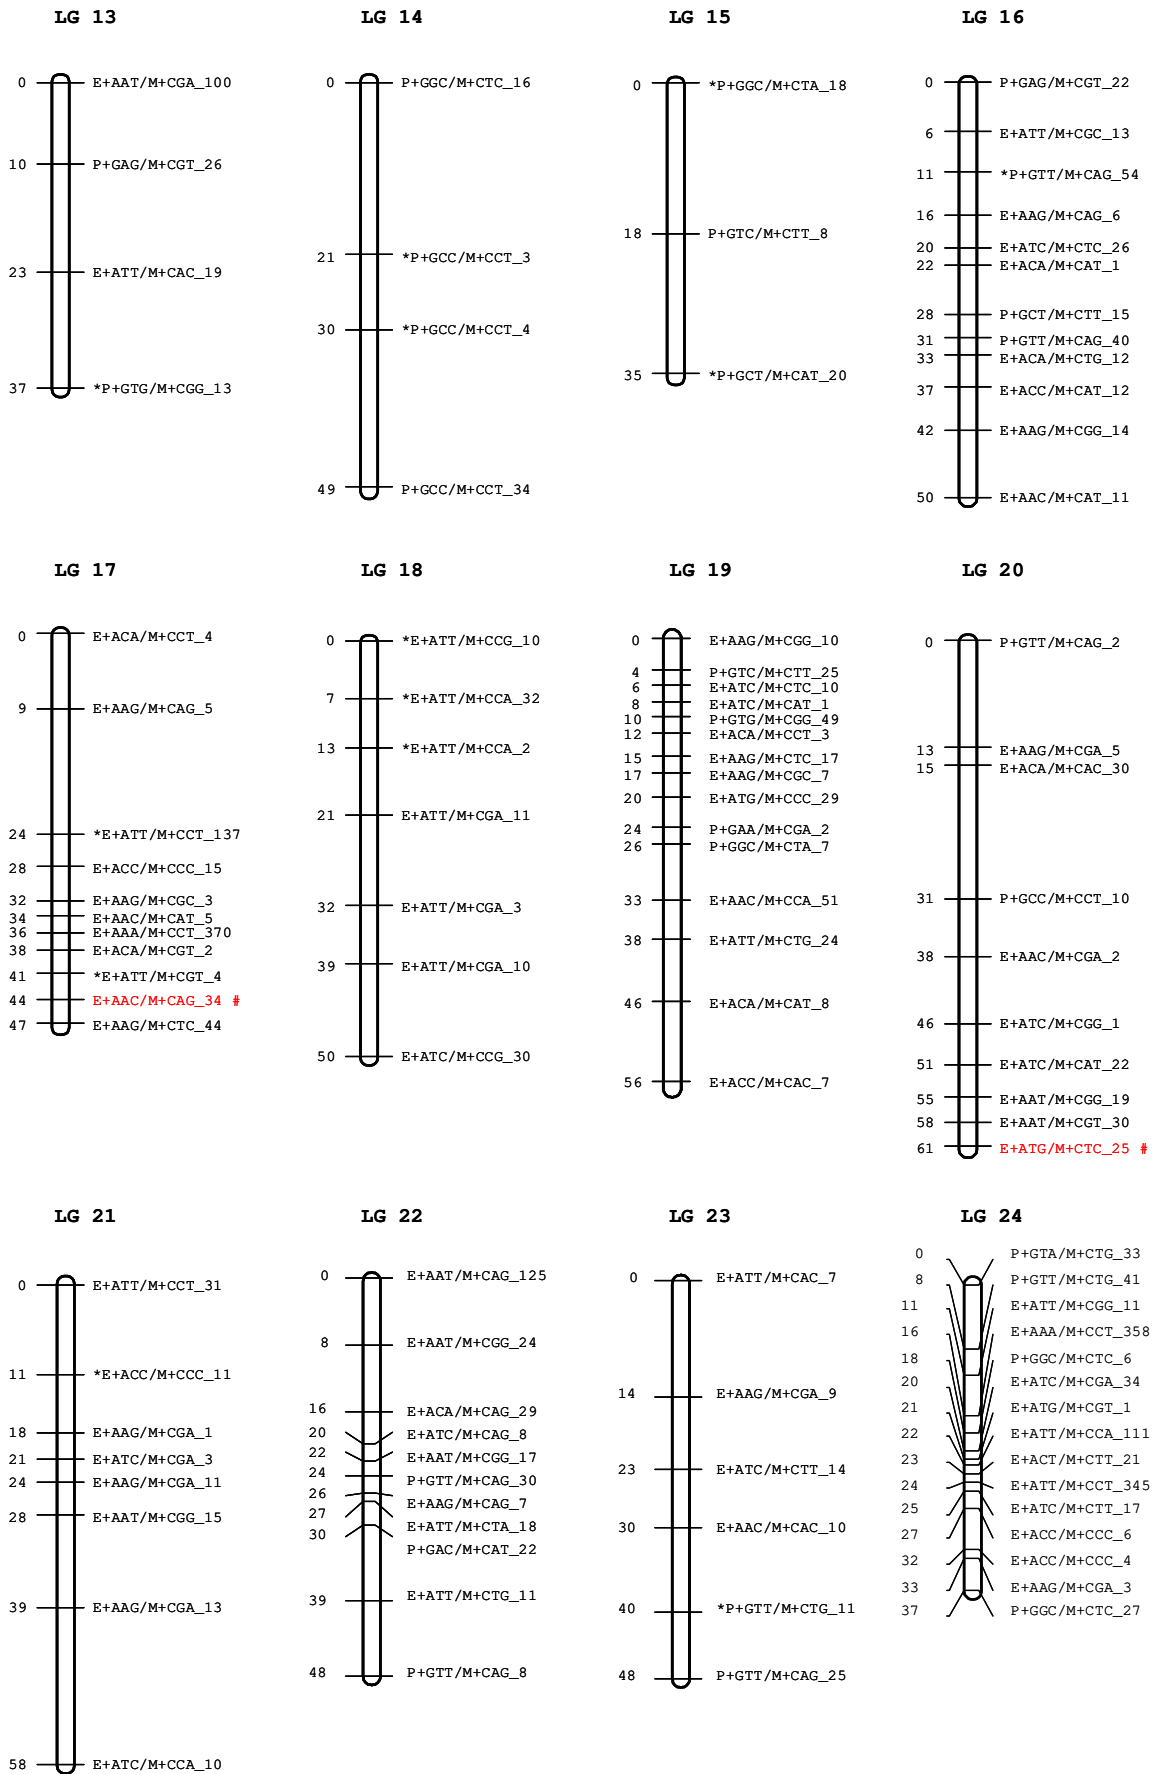 LG 13
0 E+AAT/M+CGA_100
10 P+GAG/M+CGT_26
23 E+ATT/M+CAC_19
37 *P+GTG/M+CGG_13
LG 14
0 P+GGC/M+CTC_16
21 *P+GCC/M+CCT_3
30 *P+GCC/M+CCT_4
49 P+GCC/M+CCT_34
LG 15
0 *P+GGC/M+CTA_18
18 P+GTC/M+CTT_8
35 *P+GCT/M+CAT_20
LG 16
0 P+GAG/M+CGT_22
6 E+ATT/M+CGC_13
11 *P+GTT/M+CAG_54
16 E+AAG/M+CAG_6
20 E+ATC/M+CTC_26
22 E+ACA/M+CAT_1
28 P+GCT/M+CTT_15
31 P+GTT/M+CAG_40
33 E+ACA/M+CTG_12
37 E+ACC/M+CAT_12
42 E+AAG/M+CGG_14
50 E+AAC/M+CAT_11
LG 17
0 E+ACA/M+CCT_4
9 E+AAG/M+CAG_5
24 *E+ATT/M+CCT_137
28 E+ACC/M+CCC_15
32 E+AAG/M+CGC_3
34 E+AAC/M+CAT_5
36 E+AAA/M+CCT_370
38 E+ACA/M+CGT_2
41 *E+ATT/M+CGT_4
44 E+AAC/M+CAG_34 #
47 E+AAG/M+CTC_44
LG 18
0 *E+ATT/M+CCG_10
7 *E+ATT/M+CCA_32
13 *E+ATT/M+CCA_2
21 E+ATT/M+CGA_11
32 E+ATT/M+CGA_3
39 E+ATT/M+CGA_10
50 E+ATC/M+CCG_30
LG 19
0 E+AAG/M+CGG_10
4 P+GTC/M+CTT_25
6 E+ATC/M+CTC_10
8 E+ATC/M+CAT_1
10 P+GTG/M+CGG_49
12 E+ACA/M+CCT_3
15 E+AAG/M+CTC_17
17 E+AAG/M+CGC_7
20 E+ATG/M+CCC_29
24 P+GAA/M+CGA_2
26 P+GGC/M+CTA_7
33 E+AAC/M+CCA_51
38 E+ATT/M+CTG_24
46 E+ACA/M+CAT_8
56 E+ACC/M+CAC_7
LG 20
0 P+GTT/M+CAG_2
13 E+AAG/M+CGA_5
15 E+ACA/M+CAC_30
31 P+GCC/M+CCT_10
38 E+AAC/M+CGA_2
46 E+ATC/M+CGG_1
51 E+ATC/M+CAT_22
55 E+AAT/M+CGG_19
58 E+AAT/M+CGT_30
61 E+ATG/M+CTC_25 #
LG 21
0 E+ATT/M+CCT_31
11 *E+ACC/M+CCC_11
18 E+AAG/M+CGA_1
21 E+ATC/M+CGA_3
24 E+AAG/M+CGA_11
28 E+AAT/M+CGG_15
39 E+AAG/M+CGA_13
58 E+ATC/M+CCA_10
LG 22
0 E+AAT/M+CAG_125
8 E+AAT/M+CGG_24
16 E+ACA/M+CAG_29
20 E+ATC/M+CAG_8
22 E+AAT/M+CGG_17
24 P+GTT/M+CAG_30
26 E+AAG/M+CAG_7
27 E+ATT/M+CTA_18
30 P+GAC/M+CAT_22
39 E+ATT/M+CTG_11
48 P+GTT/M+CAG_8
LG 23
0 E+ATT/M+CAC_7
14 E+AAG/M+CGA_9
23 E+ATC/M+CTT_14
30 E+AAC/M+CAC_10
40 *P+GTT/M+CTG_11
48 P+GTT/M+CAG_25
LG 24
0 P+GTA/M+CTG_33
8 P+GTT/M+CTG_41
11 E+ATT/M+CGG_11
16 E+AAA/M+CCT_358
18 P+GGC/M+CTC_6
20 E+ATC/M+CGA_34
21 E+ATG/M+CGT_1
22 E+ATT/M+CCA_111
23 E+ACT/M+CTT_21
24 E+ATT/M+CCT_345
25 E+ATC/M+CTT_17
27 E+ACC/M+CCC_6
32 E+ACC/M+CCC_4
33 E+AAG/M+CGA_3
37 P+GGC/M+CTC_27